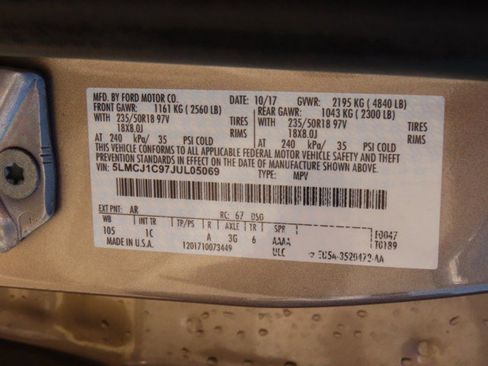 MFD. BY FORD MOTOR CO. DATE: 10/17 GVWR: 2195 KG (4840 LB)
FRONT GAWR: 1161 KG (2560 LB) REAR GAWR: 1043 KG (2300 LB)
WITH 235/50R18 97V TIRES WITH 235/50R18 97V TIRES
18X8.0J RIMS 18X8.0J RIMS
AT 240 kPa/ 35 PSI COLD AT 240 kPa/ 35 PSI COLD
THIS VEHICLE CONFORMS TO ALL APPLICABLE FEDERAL MOTOR VEHICLE SAFETY AND BUMPER
THEFT PREVENTION STANDARDS IN EFFECT ON THE DATE OF MANUFACTURE SHOWN ABOVE.
VIN: 5LMCJ1C97JUL05069 TYPE: MPV
EXT PNT: AR RC: 67 DSO:
WB INT TR TP/PS R AXLE TR SPR
105 1C A 3G 6 AAAA F0047
MADE IN U.S.A. 1201710073449 ULC T0189